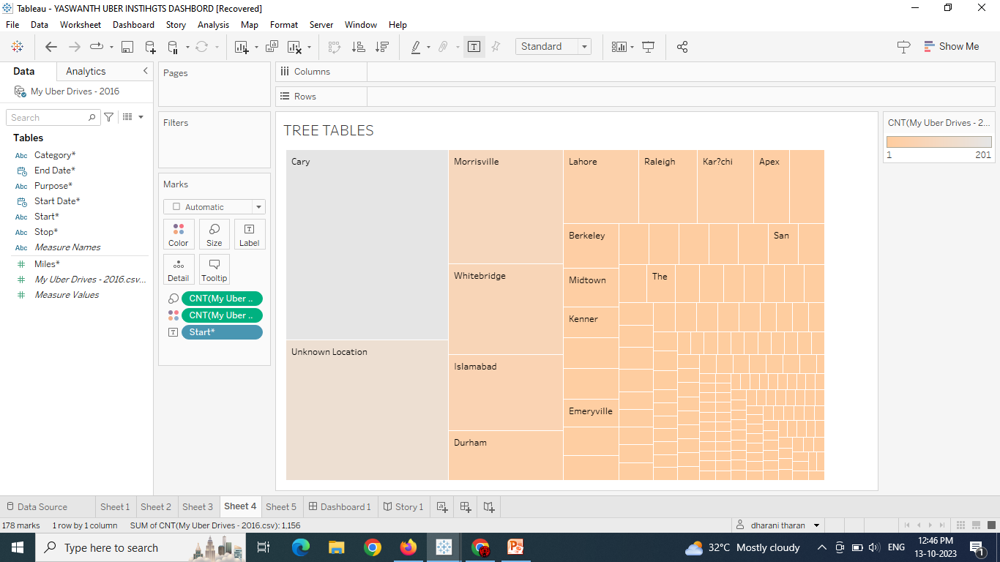 Tableau - YASWANTH UBER INSTIHGTS DASHBORD [Recovered]
File Data Worksheet Dashboard Story Analysis Map Format Server Window Help
Standard
Show Me
Data Analytics
Pages
Columns
My Uber Drives - 2016
Rows
Search
Filters
Tables
Abc Category*
End Date*
Abc Purpose*
Start Date*
Abc Start*
Abc Stop*
Abc Measure Names
Miles*
My Uber Drives - 2016.csv...
Measure Values
Marks
Automatic
Color Size Label
Detail Tooltip
CNT(My Uber ..
CNT(My Uber ..
Start*
TREE TABLES
Cary
Unknown Location
Morrisville
Whitebridge
Islamabad
Durham
Lahore
Raleigh
Kar?chi
Apex
Berkeley
San
Midtown
The
Kenner
Emeryville
CNT(My Uber Drives - 2...
1 201
Data Source Sheet 1 Sheet 2 Sheet 3 Sheet 4 Sheet 5 Dashboard 1 Story 1
178 marks 1 row by 1 column SUM of CNT(My Uber Drives - 2016.csv): 1,156
dharani tharan
Type here to search
32°C Mostly cloudy
ENG
12:46 PM
13-10-2023
1